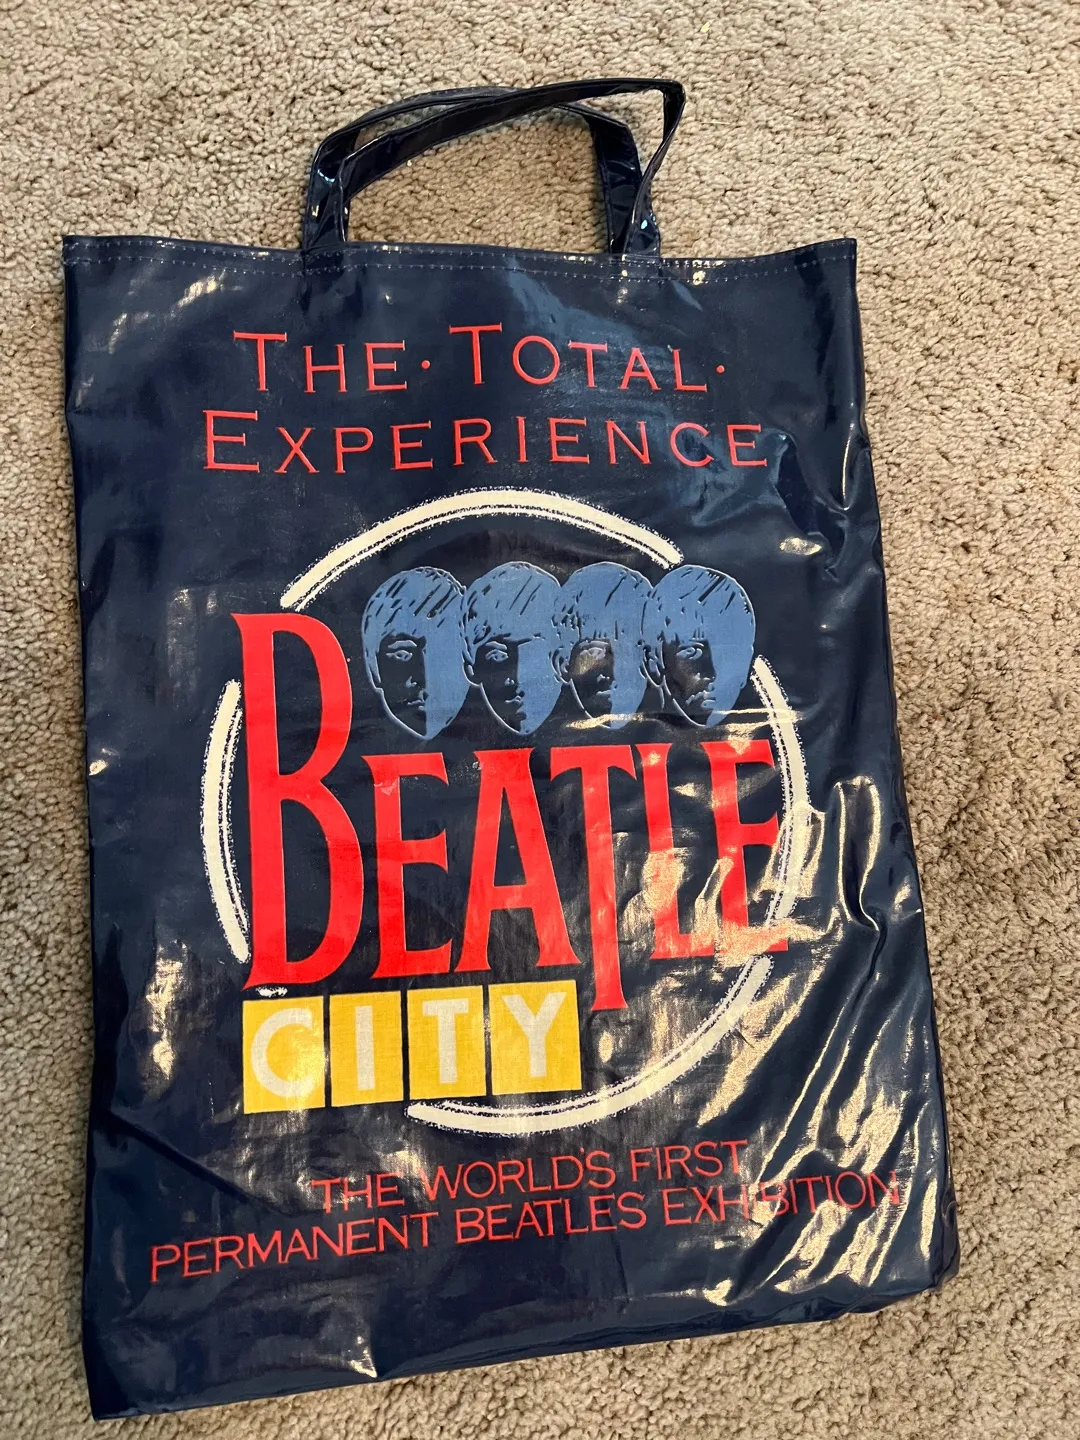 THE · TOTAL ·
EXPERIENCE
BEATLE
CITY
THE WORLD'S FIRST
PERMANENT BEATLES EXHIBITION